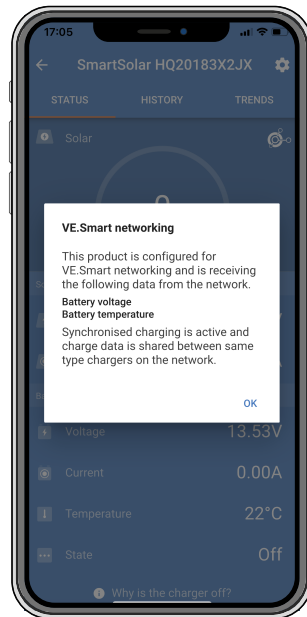 17:05
SmartSolar HQ20183X2JX
STATUS HISTORY TRENDS
Solar
VE.Smart networking
This product is configured for
VE.Smart networking and is receiving
the following data from the network.
Battery voltage
Battery temperature
Synchronised charging is active and
charge data is shared between same
type chargers on the network.
OK
Voltage 13.53V
Current 0.00A
Temperature 22°C
State Off
Why is the charger off?